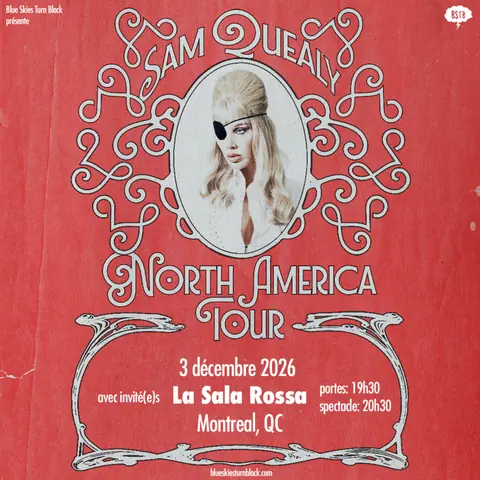 Blue Skies Turn Black
présente
BSTB
SAM QUEALY
NORTH AMERICA
TOUR
3 décembre 2026
avec invité(e)s
La Sala Rossa
portes: 19h30
spectacle: 20h30
Montreal, QC
blueskiesturnblack.com